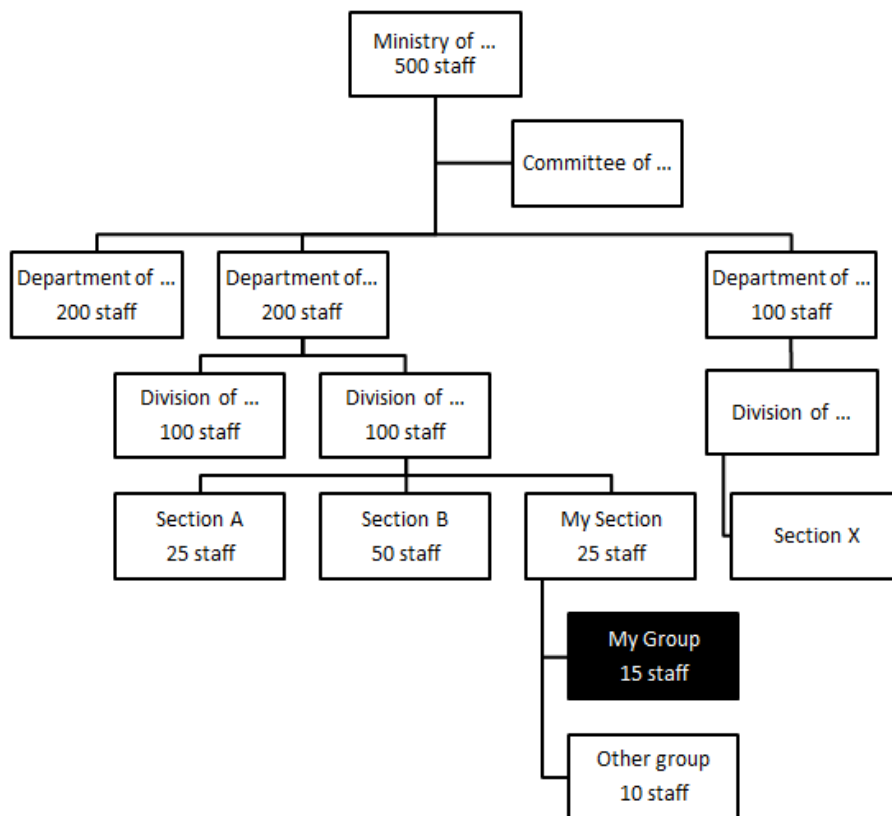 Ministry of ...
500 staff
Committee of ...
Department of ...
200 staff
Department of...
200 staff
Department of ...
100 staff
Division of ...
100 staff
Division of ...
100 staff
Division of ...
Section A
25 staff
Section B
50 staff
My Section
25 staff
Section X
My Group
15 staff
Other group
10 staff